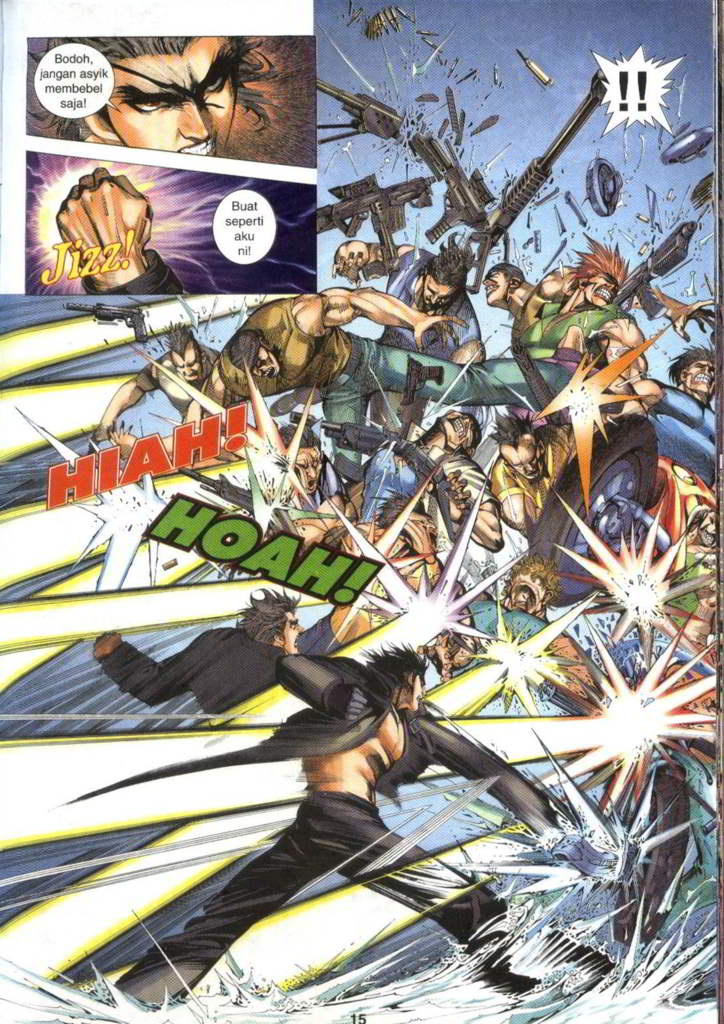 Bodoh,
jangan asyik
membebel
saja!
Jizz!
Buat
seperti
aku
ni!
!!
HIAH!
HOAH!
15